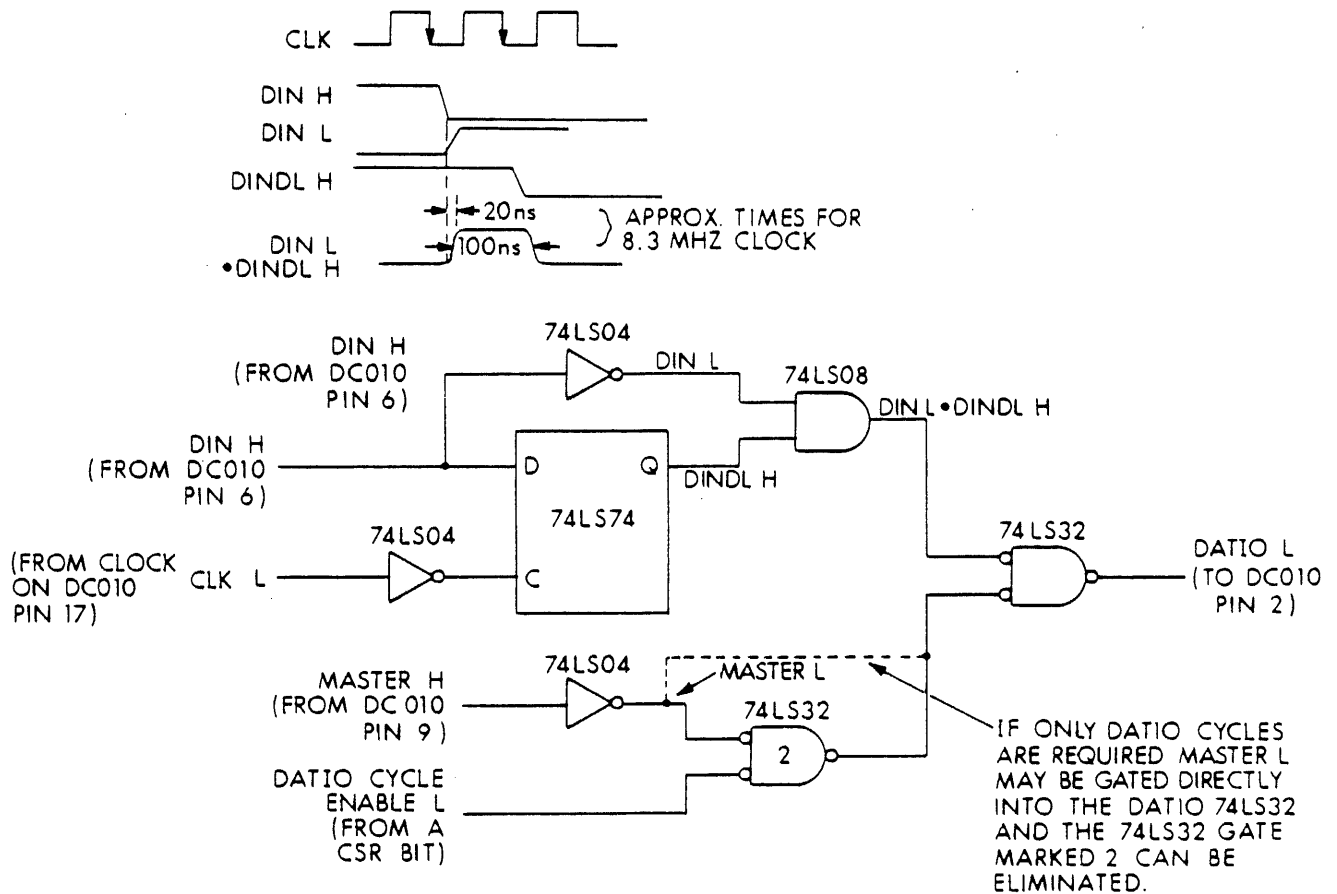 CLK
DIN H
DIN L
DINDL H
20ns
APPROX. TIMES FOR
8.3 MHZ CLOCK
DIN L
•DINDL H
100ns
74LS04
DIN H
(FROM DC010
PIN 6)
DIN L
74LS08
DIN L•DINDL H
DIN H
(FROM DC010
PIN 6)
D
Q
DINDL H
74LS74
74LS04
(FROM CLOCK
ON DC010
PIN 17)
CLK L
C
74LS32
DATIO L
(TO DC010
PIN 2)
74LS04
MASTER L
MASTER H
(FROM DC010
PIN 9)
74LS32
2
DATIO CYCLE
ENABLE L
(FROM A
CSR BIT)
IF ONLY DATIO CYCLES
ARE REQUIRED MASTER L
MAY BE GATED DIRECTLY
INTO THE DATIO 74LS32
AND THE 74LS32 GATE
MARKED 2 CAN BE
ELIMINATED.